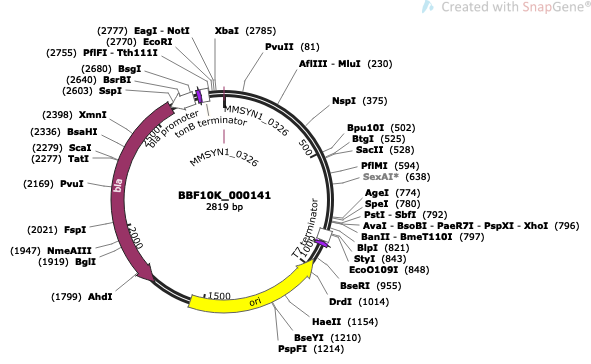 Created with SnapGene®
(2777) EagI - NotI
(2770) EcoRI
(2755) PflFI - Tth111I
(2680) BsgI
(2640) BsrBI
(2603) SspI
(2398) XmnI
(2336) BsaHI
(2279) ScaI
(2277) TatI
(2169) PvuI
(2021) FspI
(1947) NmeAIII
(1919) BglI
(1799) AhdI
XbaI (2785)
PvuII (81)
AflIII - MluI (230)
NspI (375)
Bpu10I (502)
BtgI (525)
SacII (528)
PflMI (594)
SexAI* (638)
AgeI (774)
SpeI (780)
PstI - SbfI (792)
AvaI - BsoBI - PaeR7I - PspXI - XhoI (796)
BanII - BmeT110I (797)
BlpI (821)
StyI (843)
EcoO109I (848)
BseRI (955)
DrdI (1014)
HaeII (1154)
BseYI (1210)
PspFI (1214)
MMSYN1_0326
tonB terminator
bla promoter
MMSYN1_0326
BBF10K_000141
2819 bp
bla
T7 terminator
ori
500
1000
1500
2000
2500